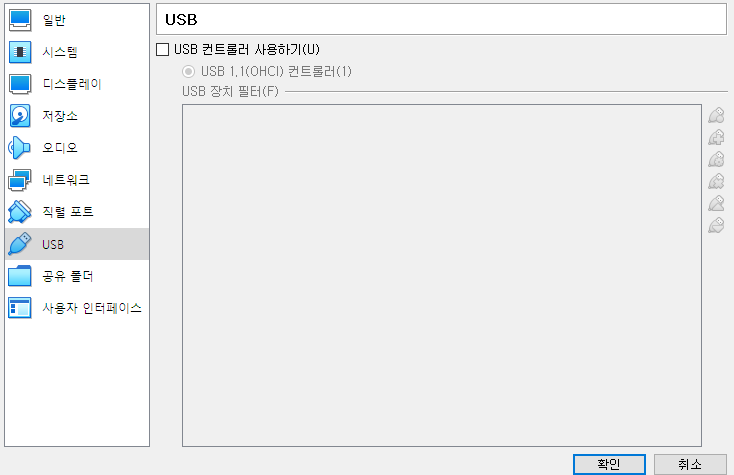 일반
시스템
디스플레이
저장소
오디오
네트워크
직렬 포트
USB
공유 폴더
사용자 인터페이스
USB
USB 컨트롤러 사용하기(U)
USB 1.1(OHCI) 컨트롤러(1)
USB 장치 필터(F)
확인
취소